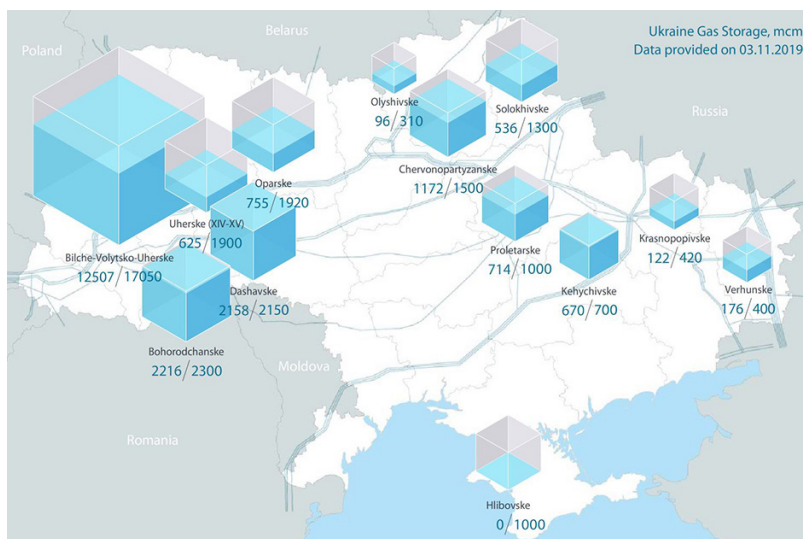 Ukraine Gas Storage, mcm
Data provided on 03.11.2019
Belarus
Poland
Russia
Olyshivske
96/310
Solokhivske
536/1300
Chervonopartyzanske
1172/1500
Oparske
755/1920
Uherske (XIV-XV)
625/1900
Bilche-Volytsko-Uherske
12507/17050
Dashavske
2158/2150
Bohorodchanske
2216/2300
Proletarske
714/1000
Kehychivske
670/700
Krasnopopivske
122/420
Verhunske
176/400
Moldova
Romania
Hlibovske
0/1000